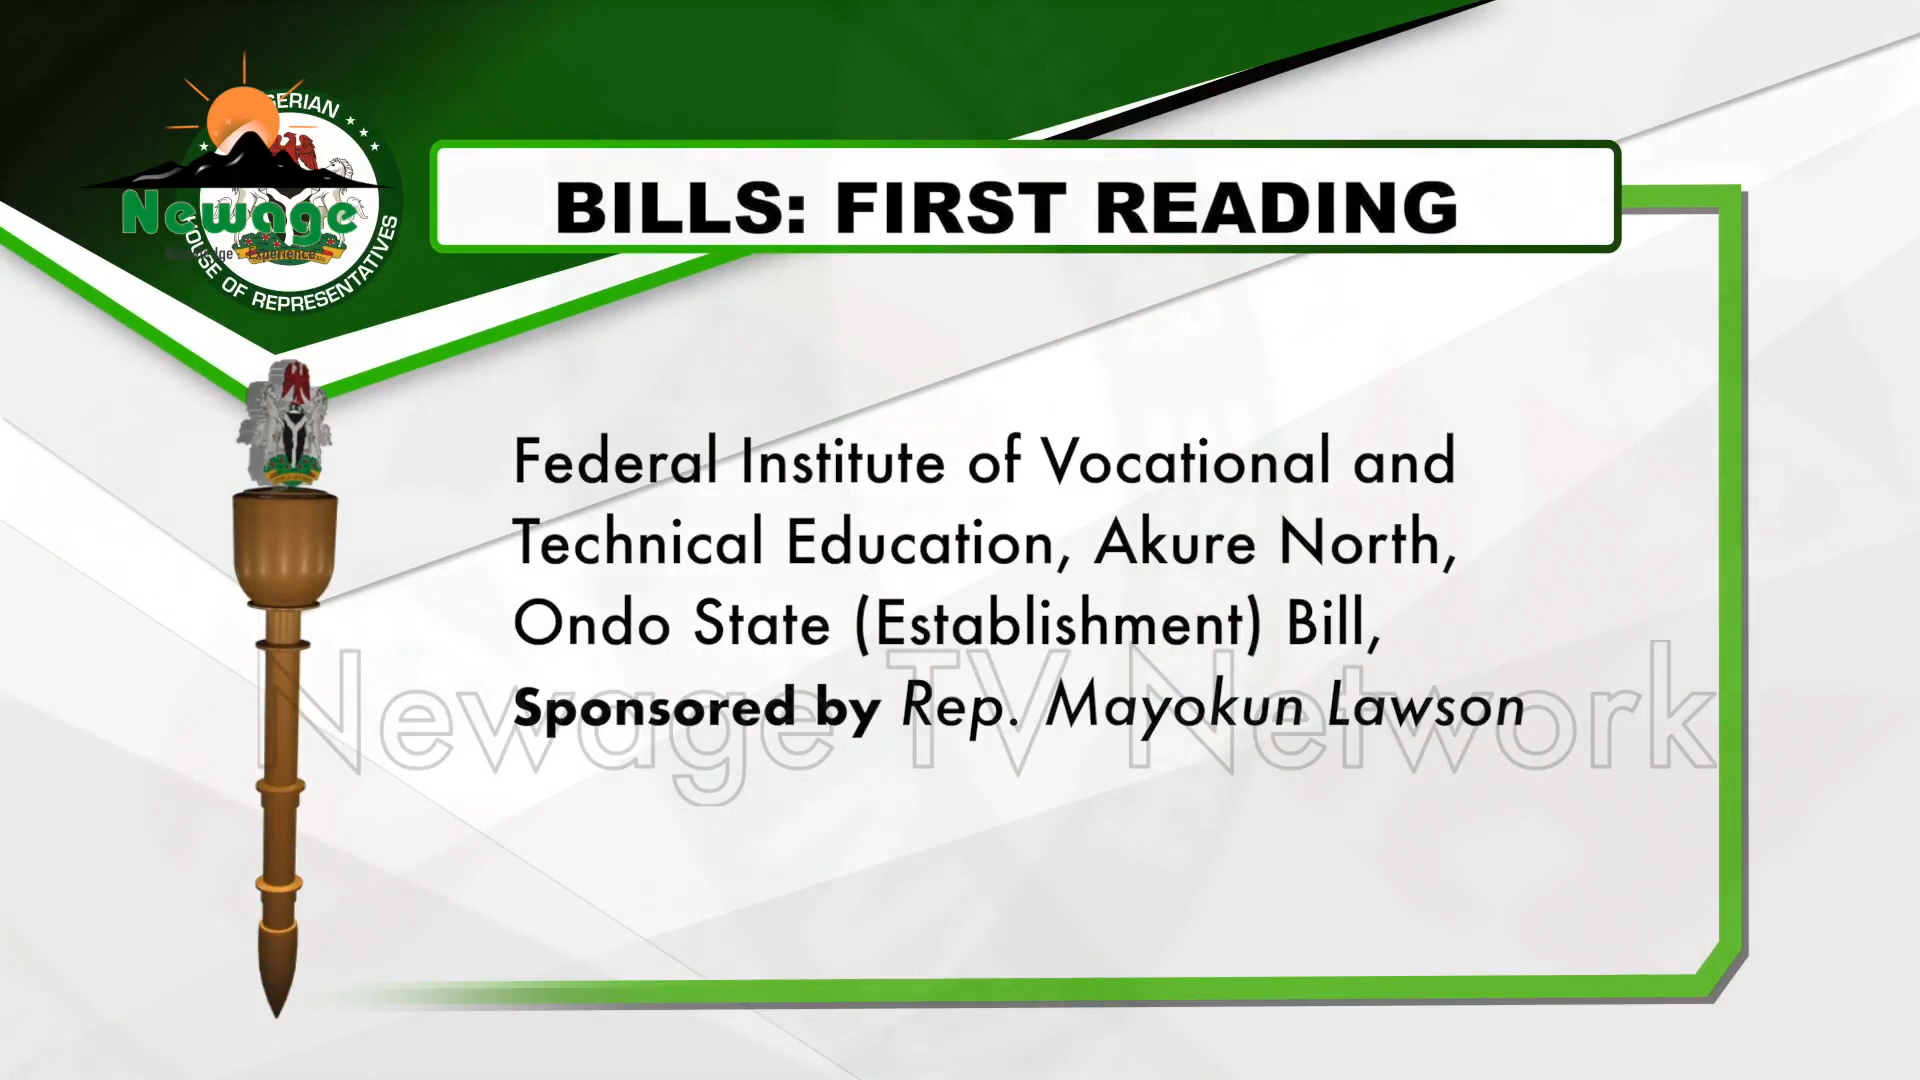 BILLS: FIRST READING
Newage
HOUSE OF REPRESENTATIVES
Federal Institute of Vocational and
Technical Education, Akure North,
Ondo State (Establishment) Bill,
Sponsored by Rep. Mayokun Lawson
Newage TV Network